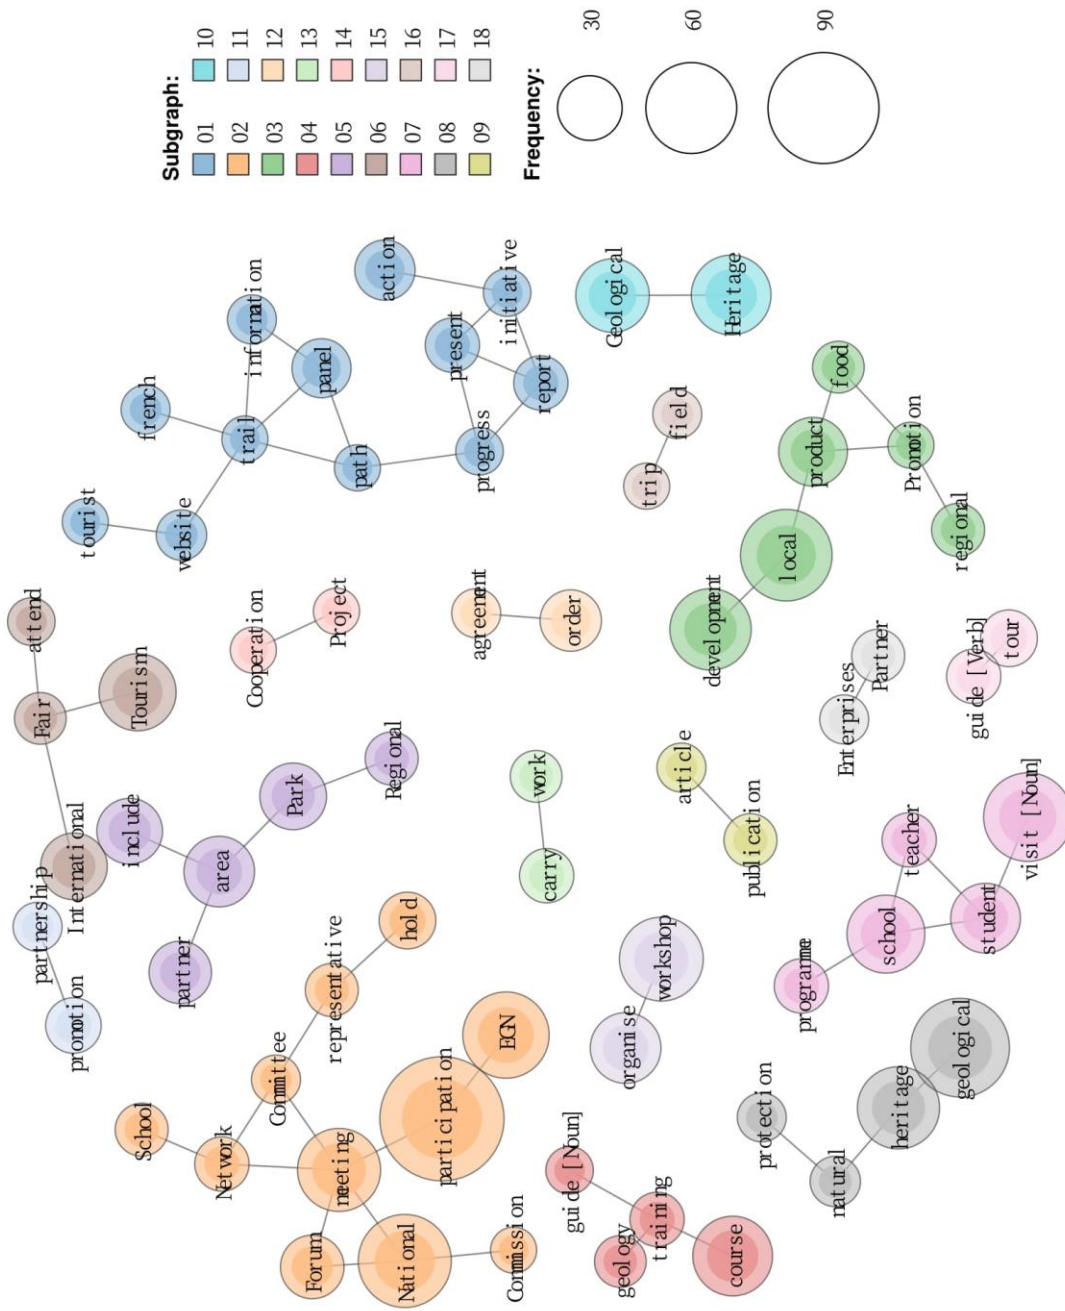 attend
Fair
partnership
International
promotion
tourist
include
Tourism
School
french
partner
website
Network
area
trail
Cooperation
information
Committee
Park
Forum
panel
representative
Project
meeting
path
action
Regional
National
hold
participation
present
agreement
progress
EGN
initiative
Commission
work
carry
report
guide [Noun]
order
Geological
geology
organise
trip
training
workshop
field
article
development
course
Heritage
publication
protection
local
programme
product
natural
food
Enterprises
Partner
school
heritage
teacher
Promotion
regional
geological
guide [Verb]
student
tour
visit [Noun]
Subgraph:
01 10
02 11
03 12
04 13
05 14
06 15
07 16
08 17
09 18
Frequency:
30
60
90